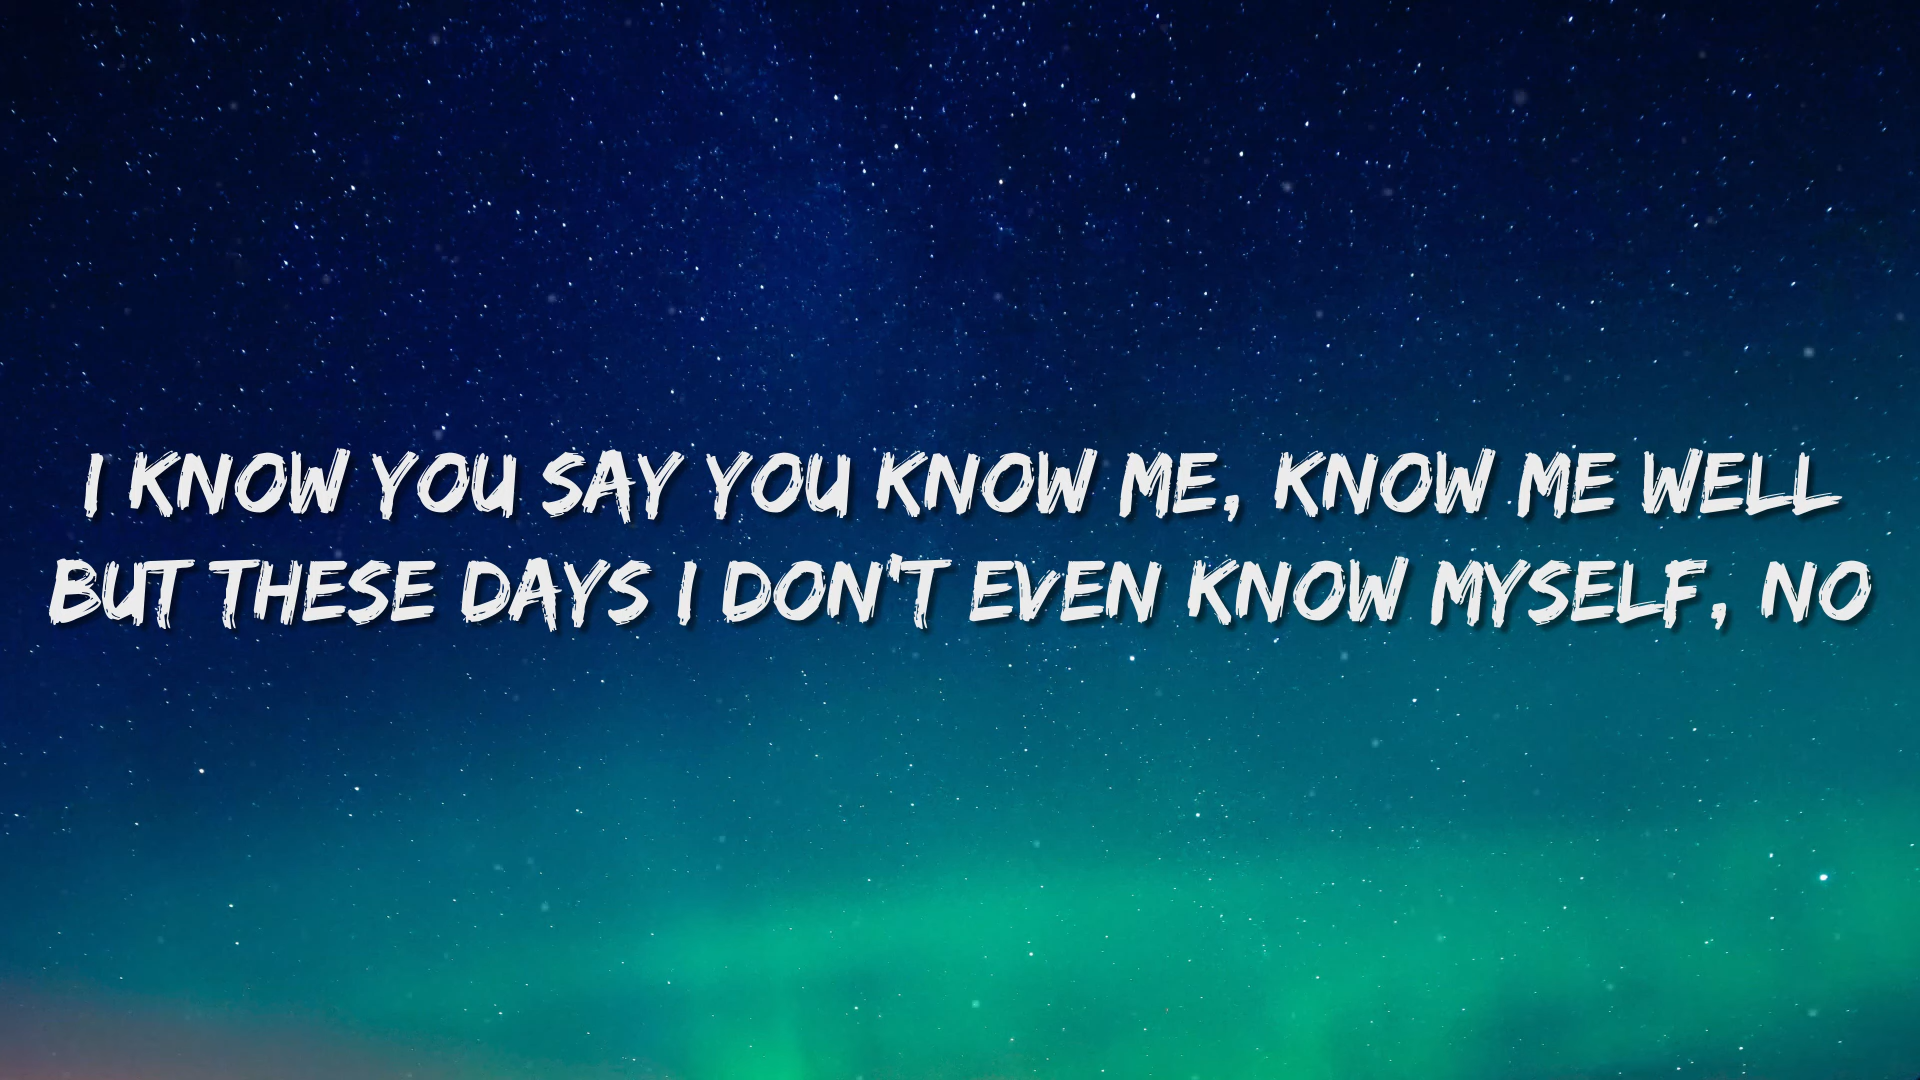 I KNOW YOU SAY YOU KNOW ME, KNOW ME WELL
BUT THESE DAYS I DON'T EVEN KNOW MYSELF, NO